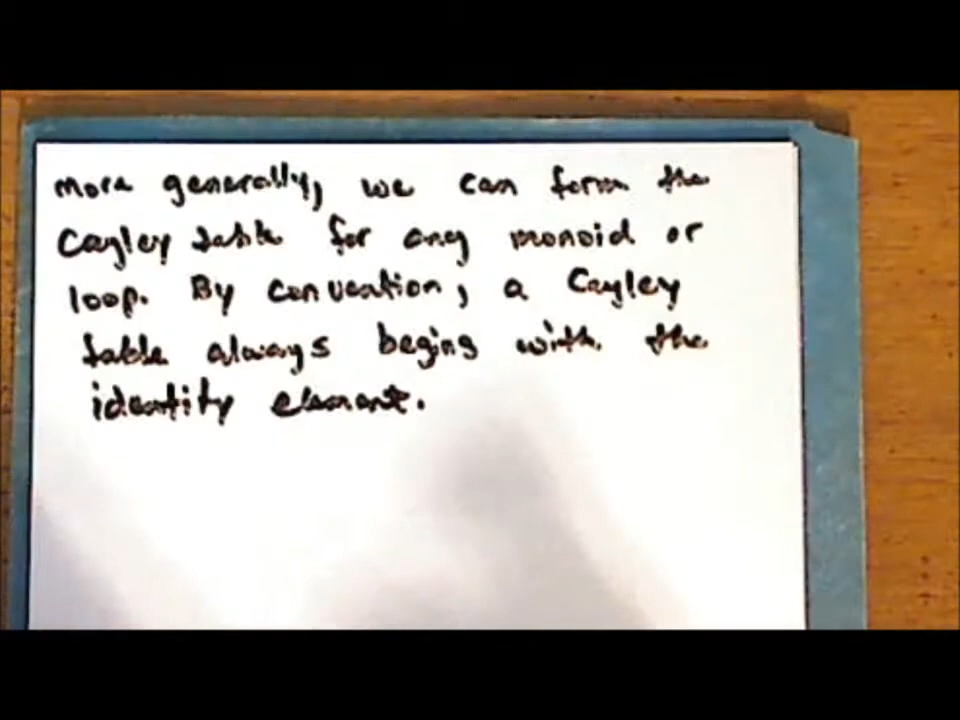 More generally, we can form the
Cayley table for any monoid or
loop. By convention, a Cayley
table always begins with the
identity element.